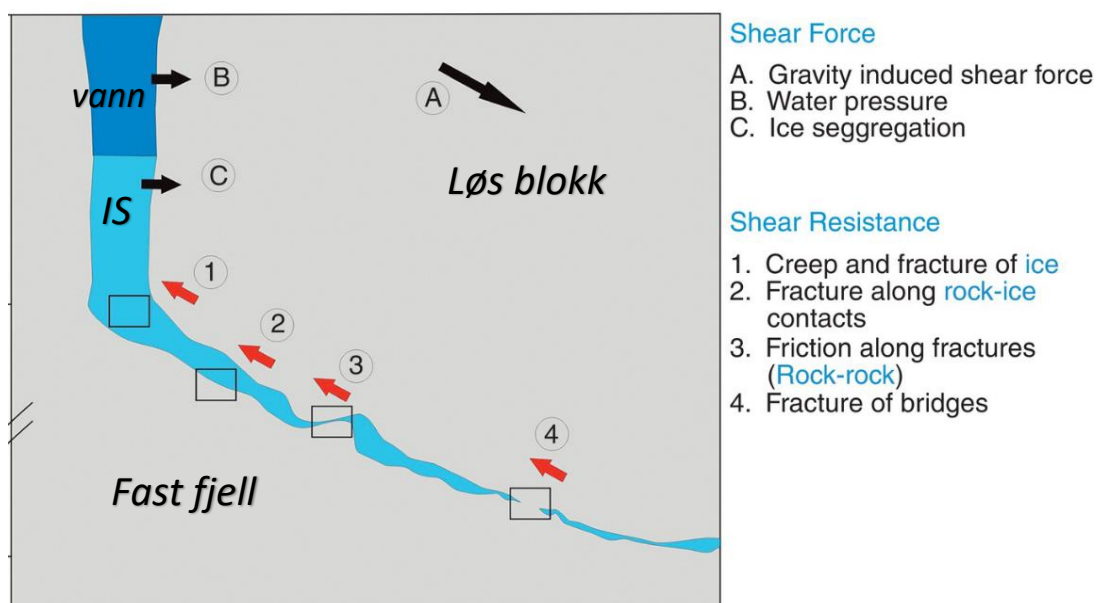 vann
B
A
C
IS
Løs blokk
1
2
3
4
Fast fjell
Shear Force
A. Gravity induced shear force
B. Water pressure
C. Ice seggregation
Shear Resistance
1. Creep and fracture of ice
2. Fracture along rock-ice
contacts
3. Friction along fractures
(Rock-rock)
4. Fracture of bridges